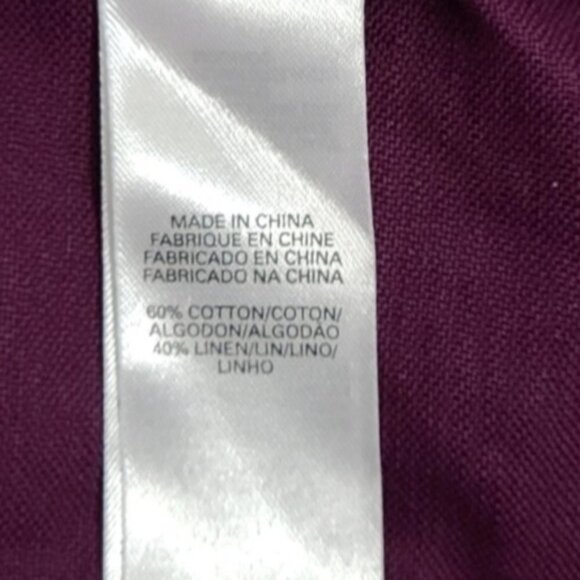 MADE IN CHINA
FABRIQUE EN CHINE
FABRICADO EN CHINA
FABRICADO NA CHINA
60% COTTON/COTON/
ALGODON/ALGODÃO
40% LINEN/LIN/LINO/
LINHO